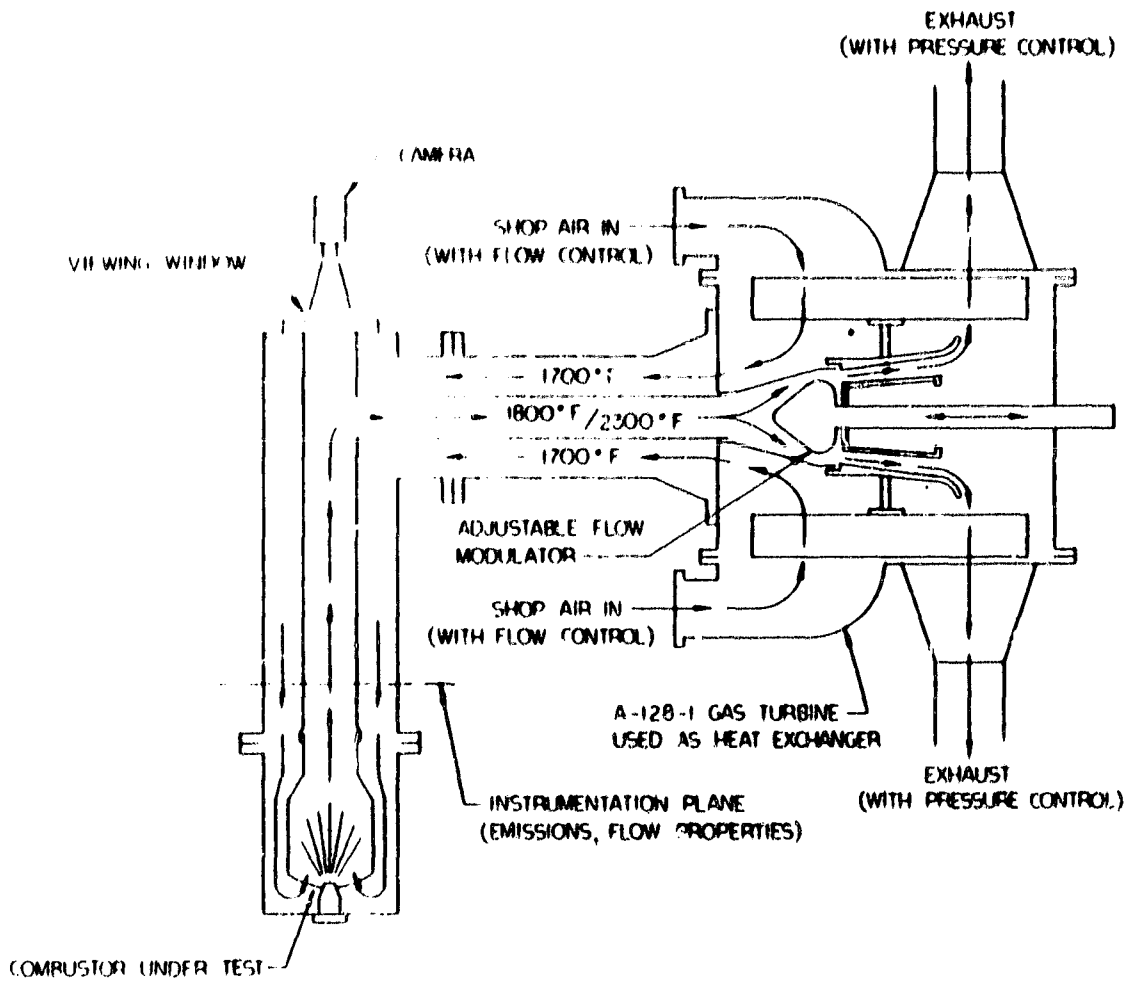 EXHAUST
(WITH PRESSURE CONTROL)
CAMERA
SHOP AIR IN
(WITH FLOW CONTROL)
VIEWING WINDOW
1700°F
1800°F/2300°F
1700°F
ADJUSTABLE FLOW
MODULATOR
SHOP AIR IN
(WITH FLOW CONTROL)
A-128-1 GAS TURBINE
USED AS HEAT EXCHANGER
EXHAUST
(WITH PRESSURE CONTROL)
INSTRUMENTATION PLANE
(EMISSIONS, FLOW PROPERTIES)
COMBUSTOR UNDER TEST